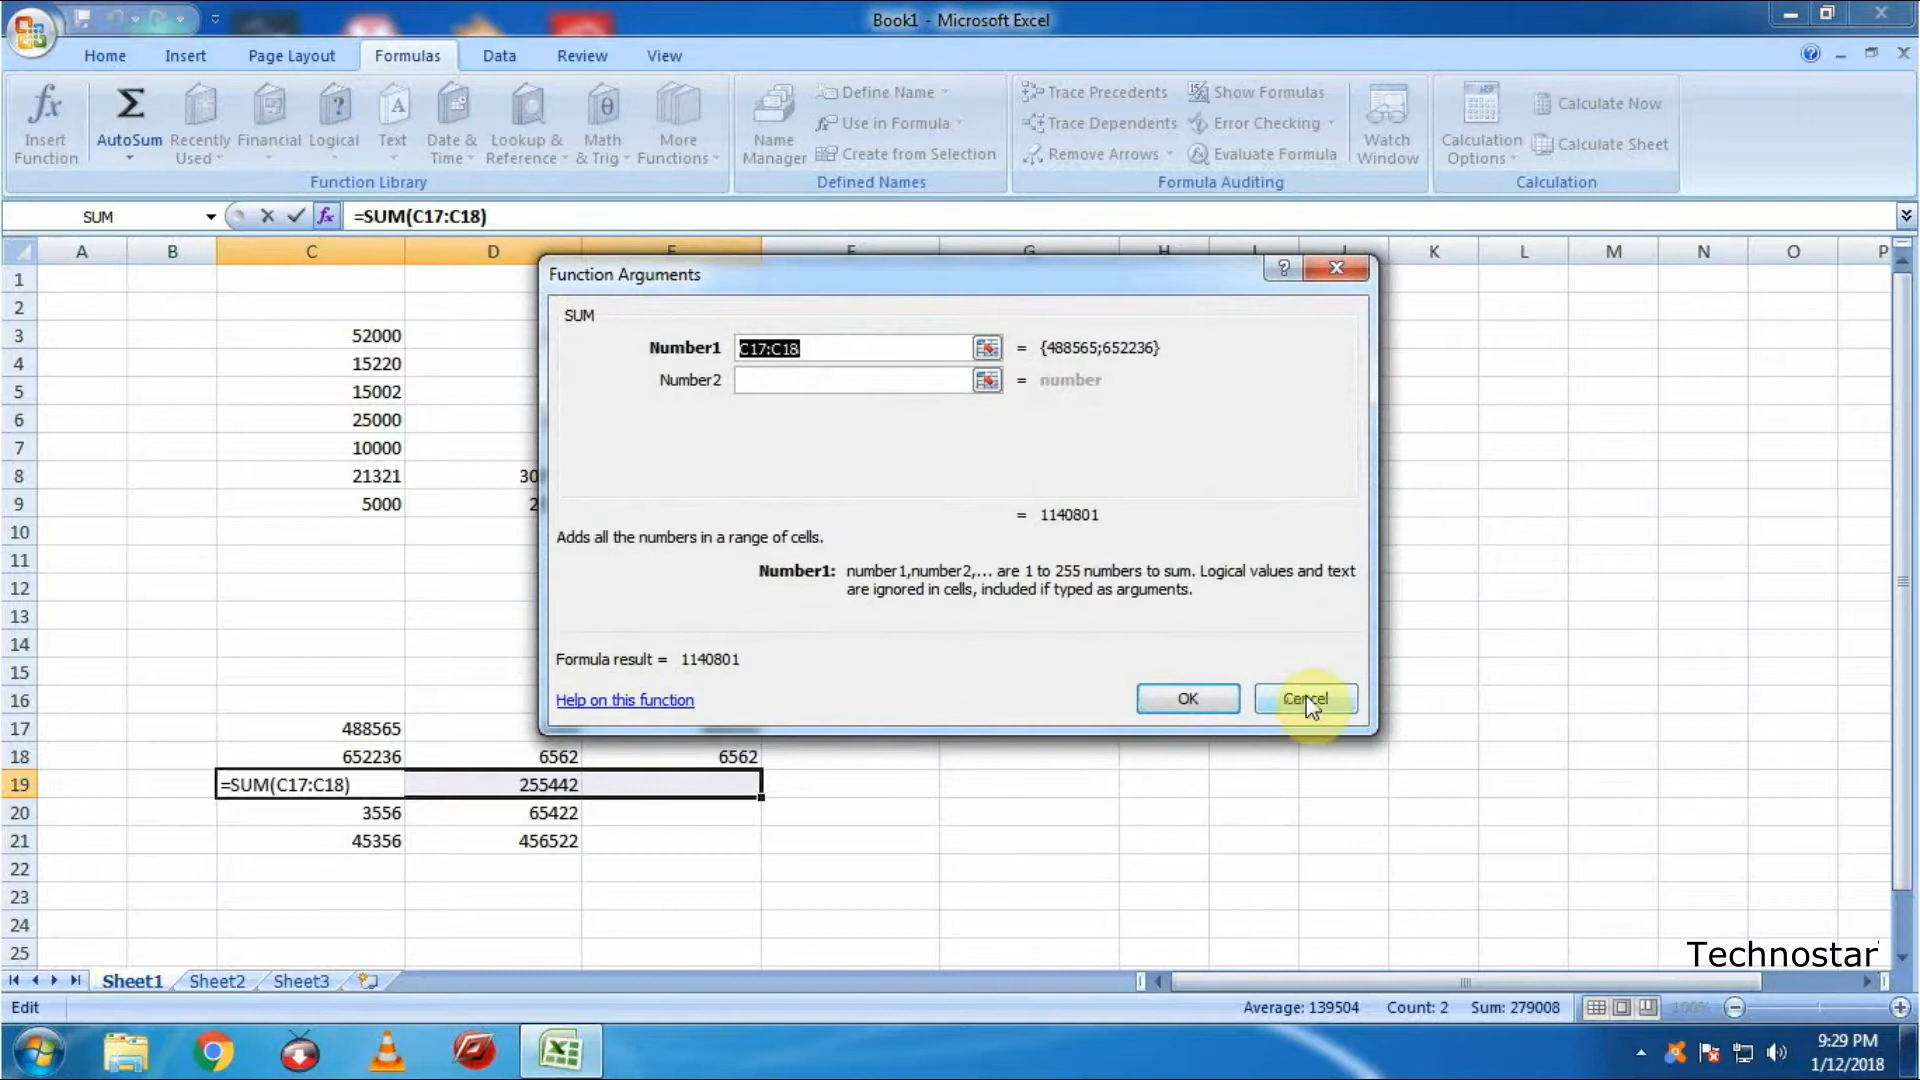 Book1 - Microsoft Excel
Home Insert Page Layout Formulas Data Review View
Insert Function
AutoSum
Recently Used
Financial
Logical
Text
Date & Time
Lookup & Reference
Math & Trig
More Functions
Function Library
Name Manager
Define Name
Use in Formula
Create from Selection
Defined Names
Trace Precedents
Trace Dependents
Remove Arrows
Show Formulas
Error Checking
Evaluate Formula
Watch Window
Formula Auditing
Calculation Options
Calculate Now
Calculate Sheet
Calculation
SUM
fx =SUM(C17:C18)
A B C D K L M N O P
1
2
3 52000
4 15220
5 15002
6 25000
7 10000
8 21321 30
9 5000 2
10
11
12
13
14
15
16
17 488565
18 652236 6562 6562
19 =SUM(C17:C18) 255442
20 3556 65422
21 45356 456522
22
23
24
25
Function Arguments
SUM
Number1 C17:C18 = {488565;652236}
Number2 = number
= 1140801
Adds all the numbers in a range of cells.
Number1: number1,number2,... are 1 to 255 numbers to sum. Logical values and text
are ignored in cells, included if typed as arguments.
Formula result = 1140801
Help on this function
OK Cancel
Technostar
Sheet1 Sheet2 Sheet3
Edit
Average: 139504 Count: 2 Sum: 279008 100%
9:29 PM
1/12/2018